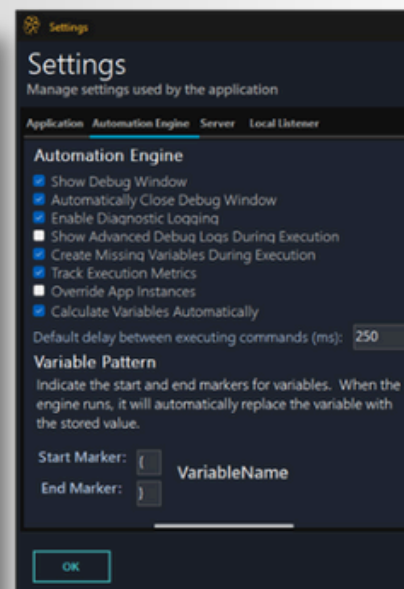 Settings
Settings
Manage settings used by the application
Application Automation Engine Server Local Listener
Automation Engine
Show Debug Window
Automatically Close Debug Window
Enable Diagnostic Logging
Show Advanced Debug Logs During Execution
Create Missing Variables During Execution
Track Execution Metrics
Override App Instances
Calculate Variables Automatically
Default delay between executing commands (ms): 250
Variable Pattern
Indicate the start and end markers for variables. When the
engine runs, it will automatically replace the variable with
the stored value.
Start Marker: {
VariableName
End Marker: }
OK